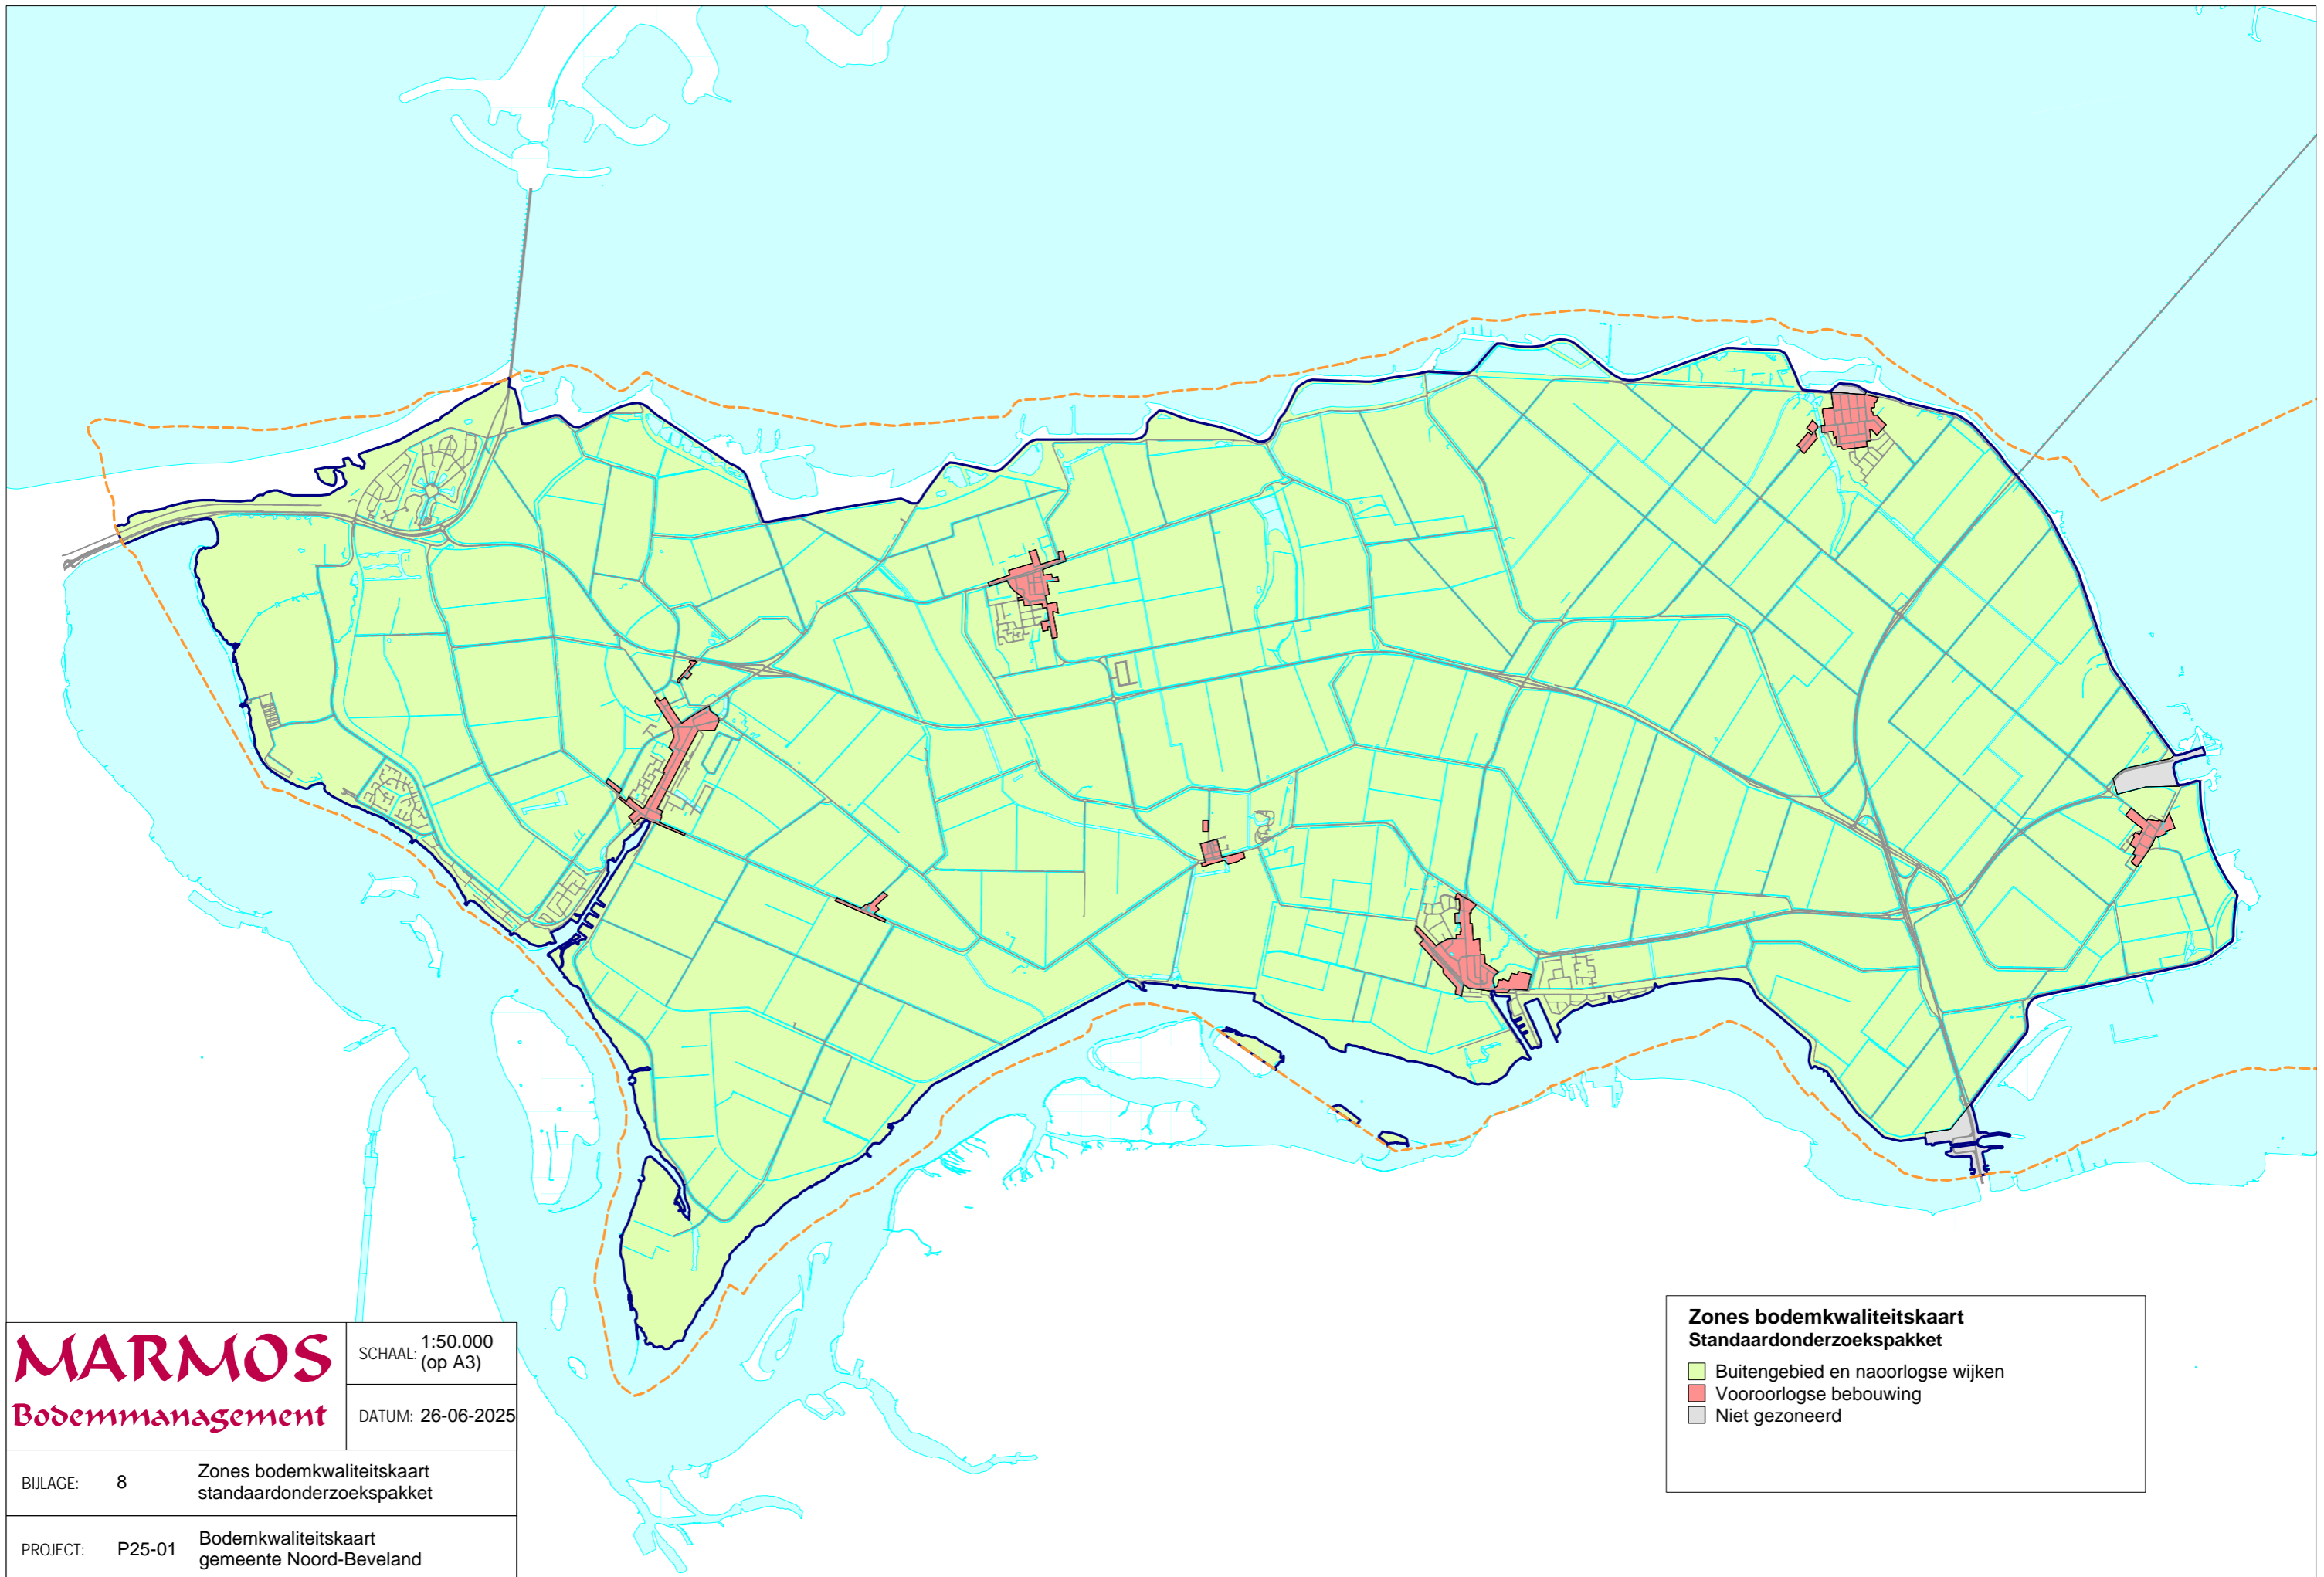 MARMOS
Bodemmanagement
SCHAAL: 1:50.000
(op A3)
DATUM: 26-06-2025
BIJLAGE: 8 Zones bodemkwaliteitskaart
standaardonderzoekspakket
PROJECT: P25-01 Bodemkwaliteitskaart
gemeente Noord-Beveland
Zones bodemkwaliteitskaart
Standaardonderzoekspakket
Buitengebied en naoorlogse wijken
Vooroorlogse bebouwing
Niet gezoneerd